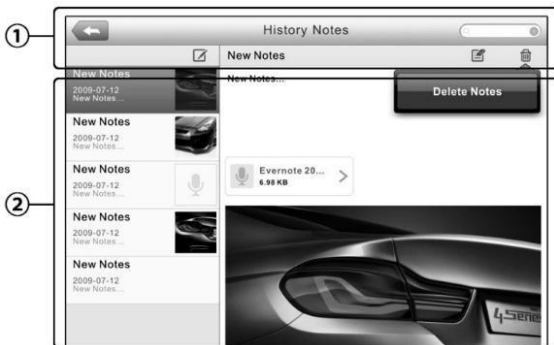 ①
History Notes
New Notes
New Notes
2009-07-12
New Notes...
New Notes...
Delete Notes
New Notes
2009-07-12
New Notes...
②
New Notes
2009-07-12
New Notes...
Evernote 20...
6.98 KB
New Notes
2009-07-12
New Notes...
New Notes
2009-07-12
New Notes...
4Serie